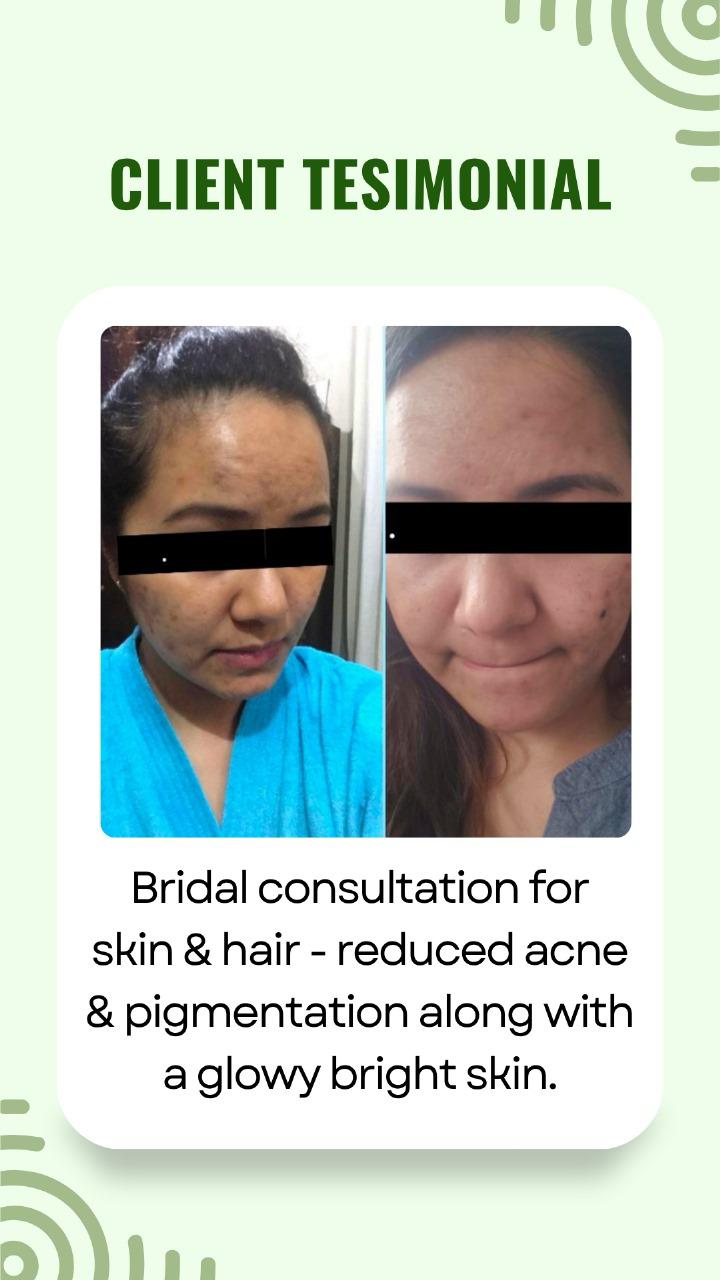 CLIENT TESIMONIAL
Bridal consultation for
skin & hair - reduced acne
& pigmentation along with
a glowy bright skin.